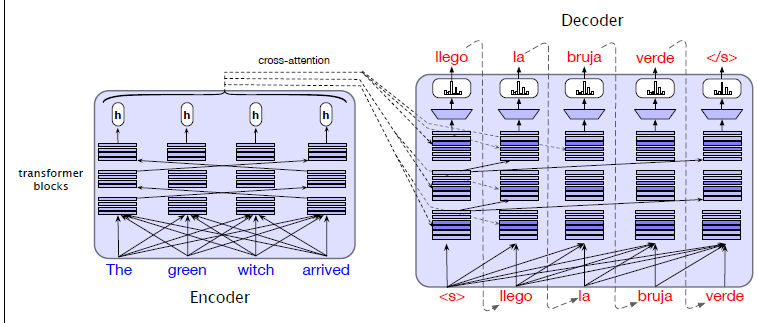 Decoder
llego la bruja verde </s>
cross-attention
h h h h
transformer
blocks
The green witch arrived
Encoder
<s> llego la bruja verde